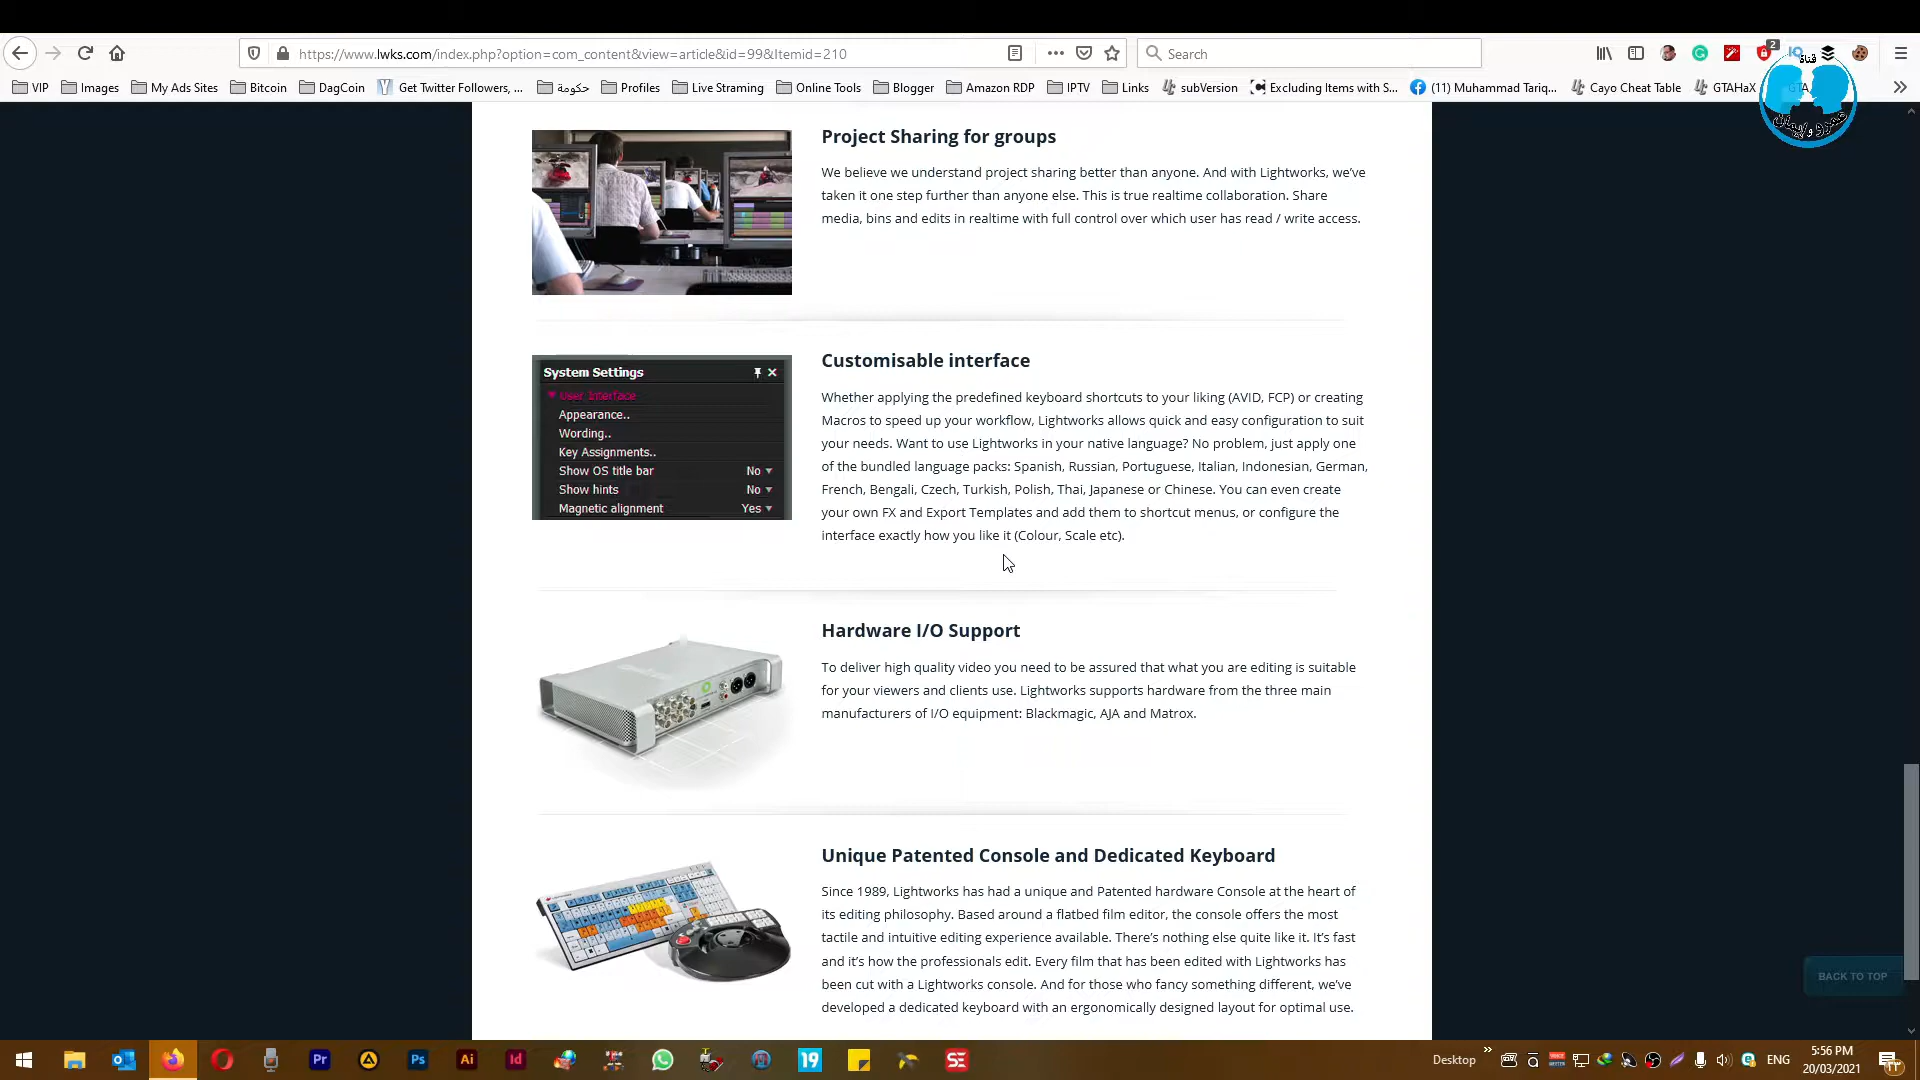 https://www.lwks.com/index.php?option=com_content&view=article&id=99&Itemid=210
Search
2
VIP
Images
My Ads Sites
Bitcoin
DagCoin
Get Twitter Followers, ...
حكومة
Profiles
Live Streaming
Online Tools
Blogger
Amazon RDP
IPTV
Links
subVersion
Excluding Items with S...
(11) Muhammad Tariq...
Cayo Cheat Table
GTAHaX
GTA
قناة
عمرو و إيمان
Project Sharing for groups
We believe we understand project sharing better than anyone. And with Lightworks, we've
taken it one step further than anyone else. This is true realtime collaboration. Share
media, bins and edits in realtime with full control over which user has read / write access.
System Settings
User Interface
Appearance..
Wording..
Key Assignments..
Show OS title bar No
Show hints No
Magnetic alignment Yes
Customisable interface
Whether applying the predefined keyboard shortcuts to your liking (AVID, FCP) or creating
Macros to speed up your workflow, Lightworks allows quick and easy configuration to suit
your needs. Want to use Lightworks in your native language? No problem, just apply one
of the bundled language packs: Spanish, Russian, Portuguese, Italian, Indonesian, German,
French, Bengali, Czech, Turkish, Polish, Thai, Japanese or Chinese. You can even create
your own FX and Export Templates and add them to shortcut menus, or configure the
interface exactly how you like it (Colour, Scale etc).
Hardware I/O Support
To deliver high quality video you need to be assured that what you are editing is suitable
for your viewers and clients use. Lightworks supports hardware from the three main
manufacturers of I/O equipment: Blackmagic, AJA and Matrox.
Unique Patented Console and Dedicated Keyboard
Since 1989, Lightworks has had a unique and Patented hardware Console at the heart of
its editing philosophy. Based around a flatbed film editor, the console offers the most
tactile and intuitive editing experience available. There's nothing else quite like it. It's fast
and it's how the professionals edit. Every film that has been edited with Lightworks has
been cut with a Lightworks console. And for those who fancy something different, we've
developed a dedicated keyboard with an ergonomically designed layout for optimal use.
BACK TO TOP
Pr
Ps
Ai
Id
19
SE
Desktop
ENG
5:56 PM
20/03/2021